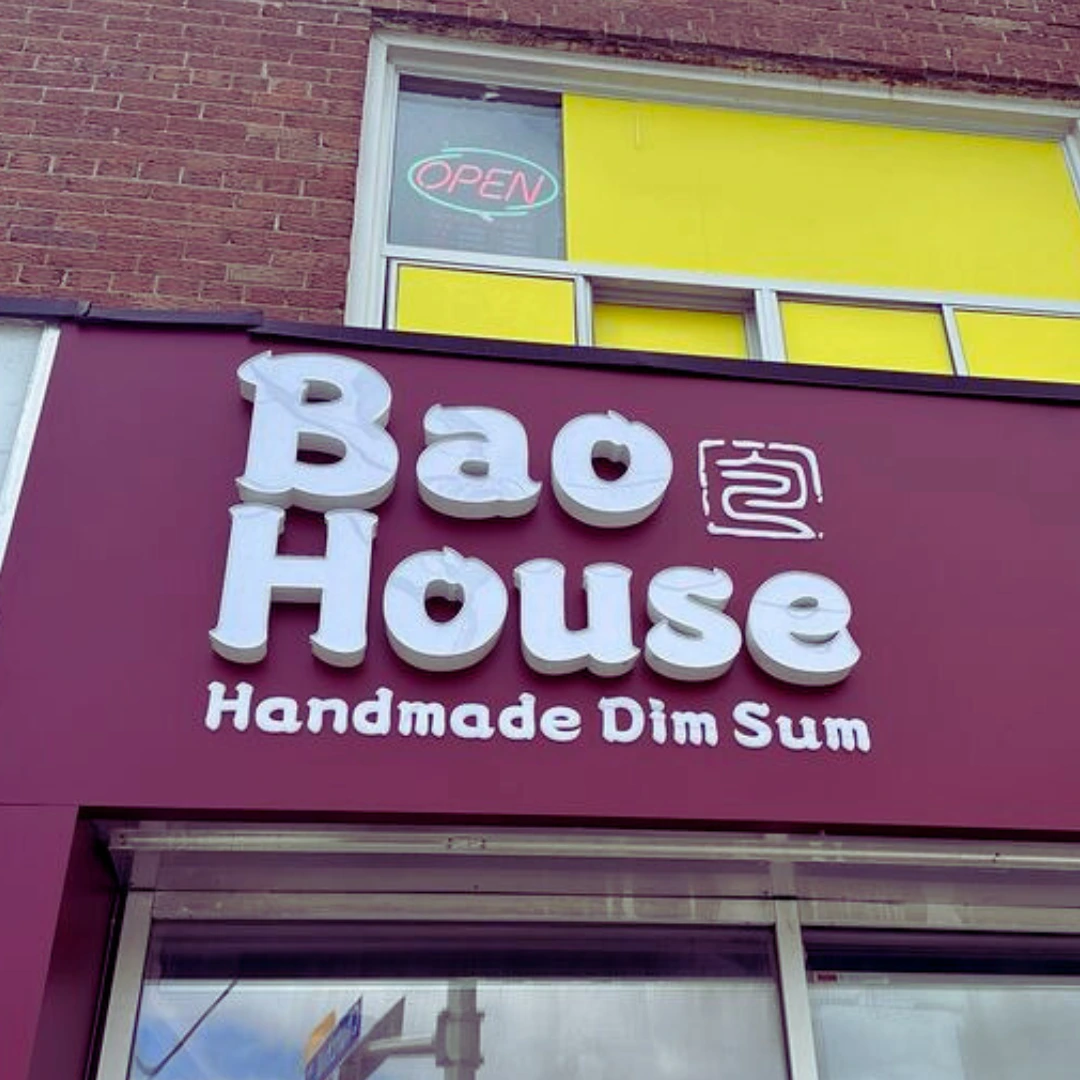 OPEN
Bao 包
House
Handmade Dim Sum